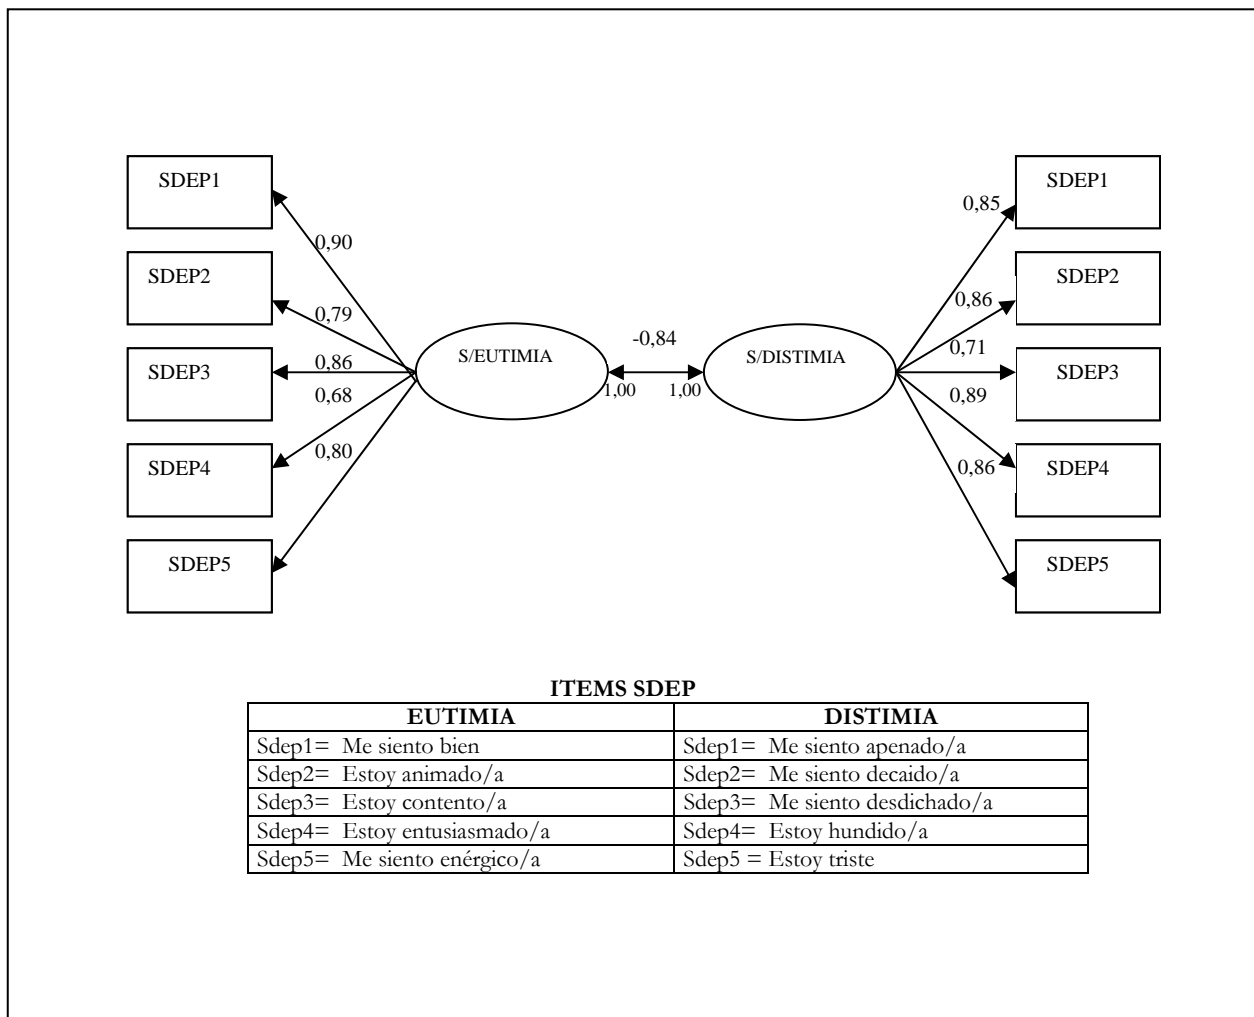 SDEP1 SDEP1
0,85
0,90
SDEP2 SDEP2
0,86
0,79
-0,84 0,71
SDEP3 0,86 S/EUTIMIA S/DISTIMIA SDEP3
1,00 1,00
0,68 0,89
0,80
SDEP4 0,86 SDEP4
SDEP5 SDEP5
ITEMS SDEP
EUTIMIA DISTIMIA
Sdep1= Me siento bien Sdep1= Me siento apenado/a
Sdep2= Estoy animado/a Sdep2= Me siento decaido/a
Sdep3= Estoy contento/a Sdep3= Me siento desdichado/a
Sdep4= Estoy entusiasmado/a Sdep4= Estoy hundido/a
Sdep5= Me siento enérgico/a Sdep5 = Estoy triste